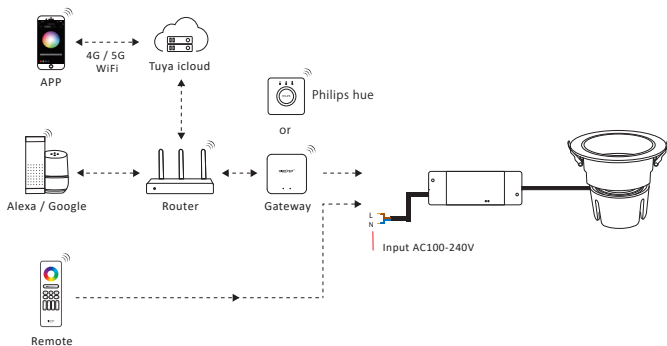 4G / 5G
WiFi
APP
Tuya icloud
Philips hue
or
Alexa / Google
Router
Gateway
L
N
Input AC100-240V
Remote